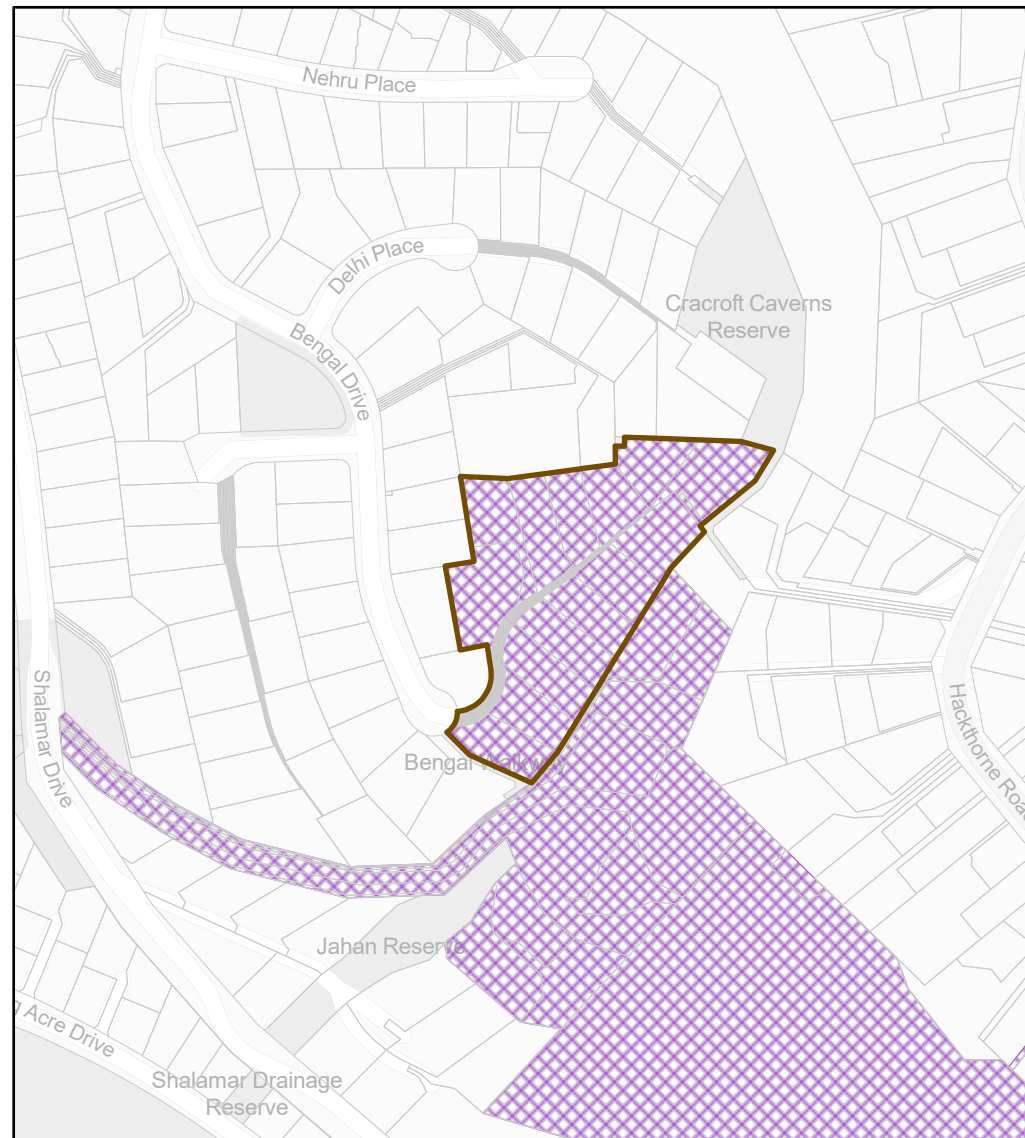 Nehru Place
Delhi Place
Cracroft Caverns
Reserve
Bengal Drive
Shalamar Drive
Bengal Walkway
Hackthorne Road
Jahan Reserve
g Acre Drive
Shalamar Drainage
Reserve